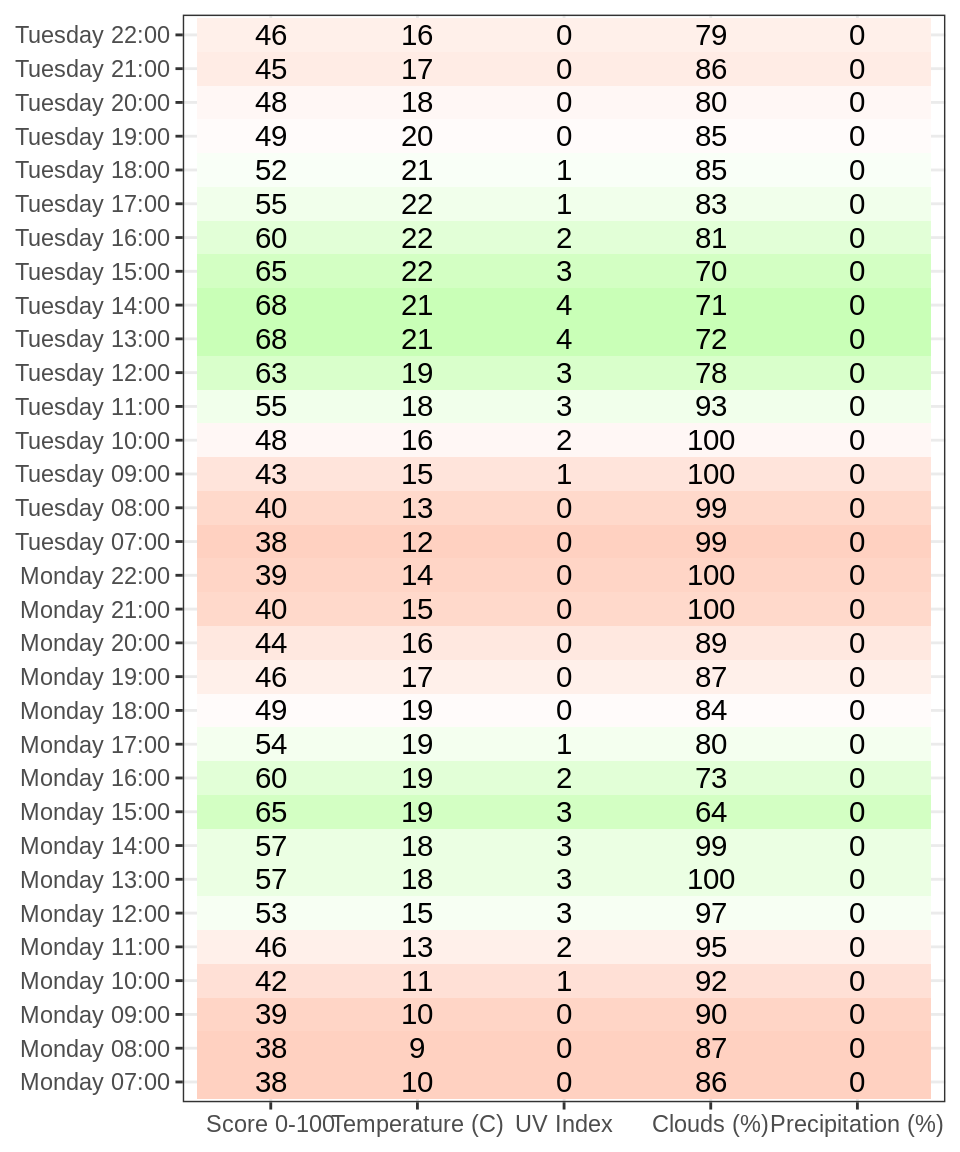 Tuesday 22:00 46 16 0 79 0
Tuesday 21:00 45 17 0 86 0
Tuesday 20:00 48 18 0 80 0
Tuesday 19:00 49 20 0 85 0
Tuesday 18:00 52 21 1 85 0
Tuesday 17:00 55 22 1 83 0
Tuesday 16:00 60 22 2 81 0
Tuesday 15:00 65 22 3 70 0
Tuesday 14:00 68 21 4 71 0
Tuesday 13:00 68 21 4 72 0
Tuesday 12:00 63 19 3 78 0
Tuesday 11:00 55 18 3 93 0
Tuesday 10:00 48 16 2 100 0
Tuesday 09:00 43 15 1 100 0
Tuesday 08:00 40 13 0 99 0
Tuesday 07:00 38 12 0 99 0
Monday 22:00 39 14 0 100 0
Monday 21:00 40 15 0 100 0
Monday 20:00 44 16 0 89 0
Monday 19:00 46 17 0 87 0
Monday 18:00 49 19 0 84 0
Monday 17:00 54 19 1 80 0
Monday 16:00 60 19 2 73 0
Monday 15:00 65 19 3 64 0
Monday 14:00 57 18 3 99 0
Monday 13:00 57 18 3 100 0
Monday 12:00 53 15 3 97 0
Monday 11:00 46 13 2 95 0
Monday 10:00 42 11 1 92 0
Monday 09:00 39 10 0 90 0
Monday 08:00 38 9 0 87 0
Monday 07:00 38 10 0 86 0
Score 0-100 Temperature (C) UV Index Clouds (%) Precipitation (%)